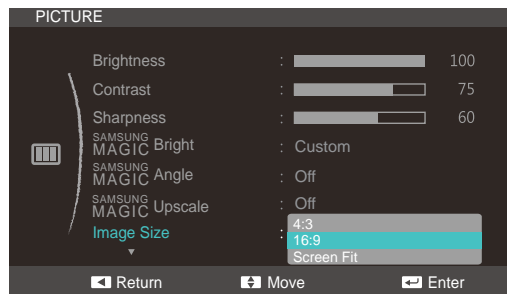 PICTURE
Brightness : 100
Contrast : 75
Sharpness : 60
SAMSUNG MAGIC Bright : Custom
SAMSUNG MAGIC Angle : Off
SAMSUNG MAGIC Upscale : Off
Image Size :
4:3
16:9
Screen Fit
Return Move Enter